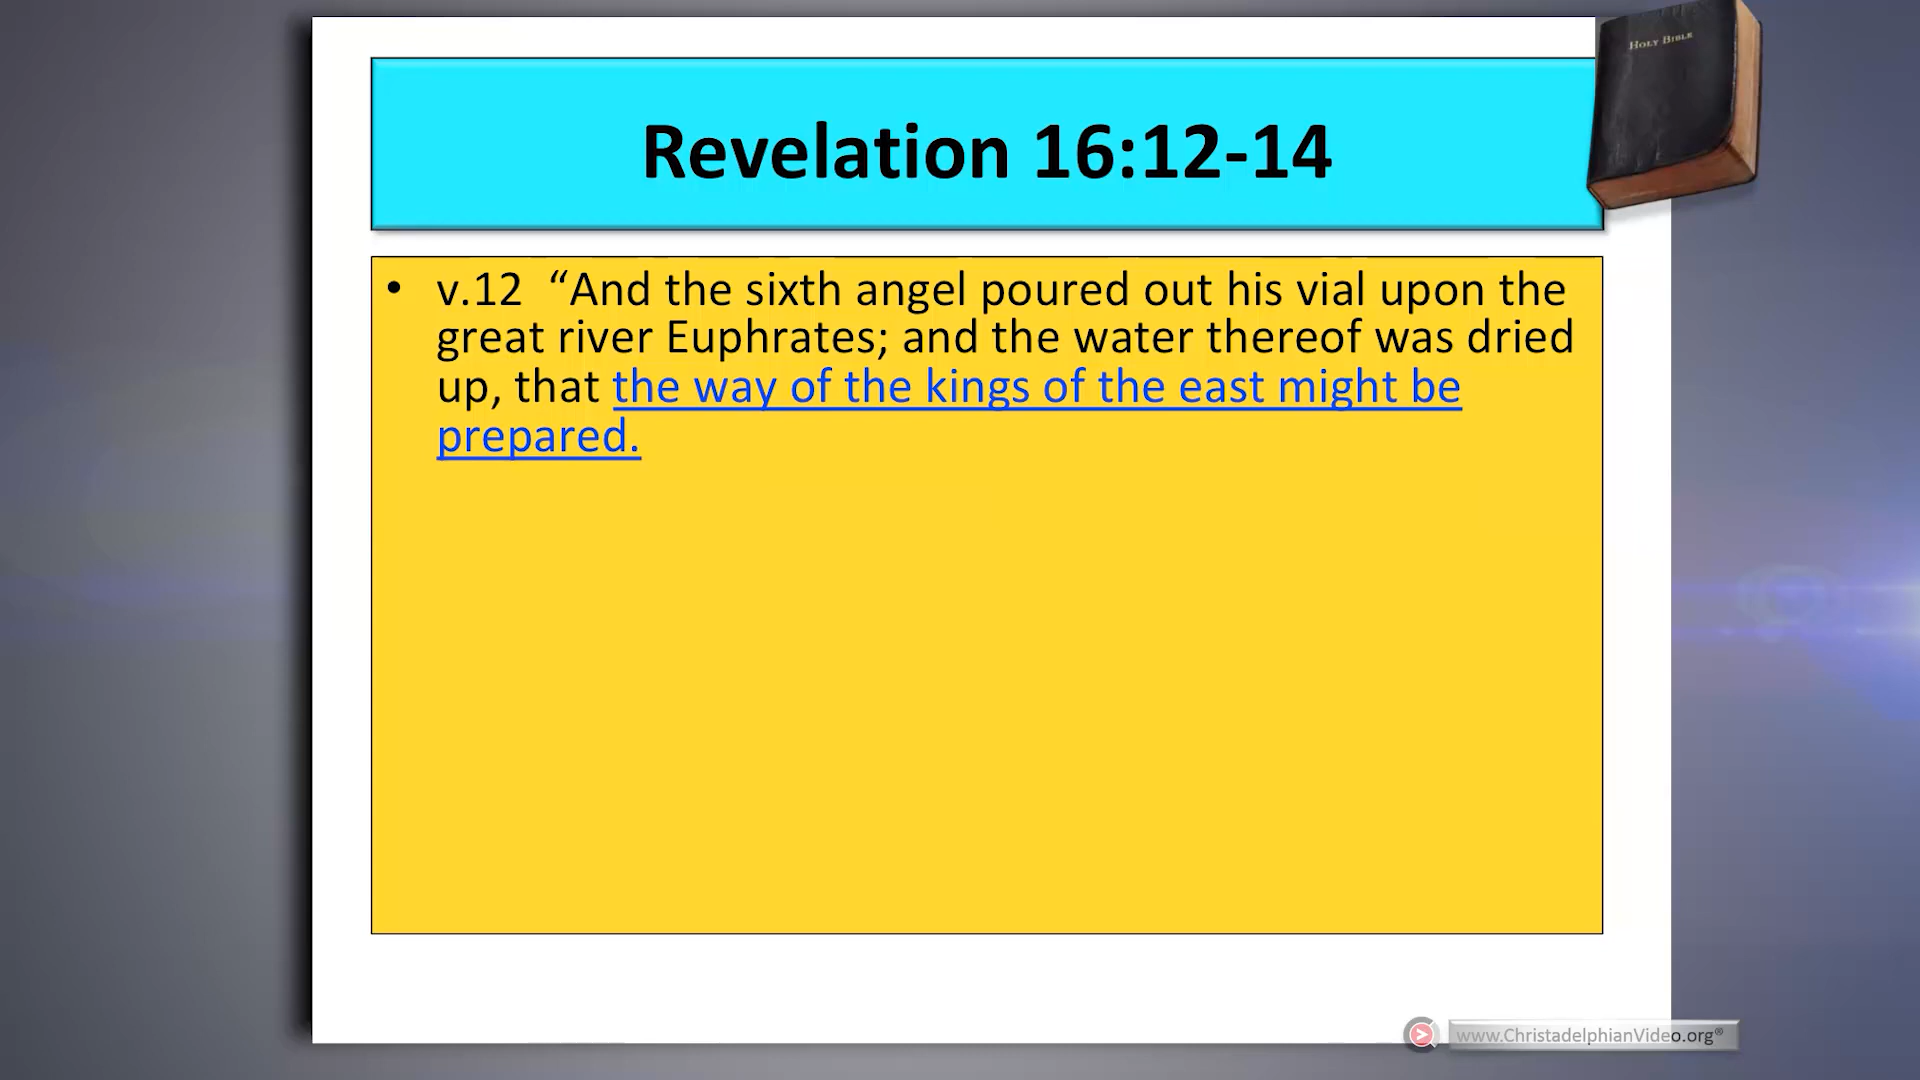 HOLY BIBLE
Revelation 16:12-14
• v.12 “And the sixth angel poured out his vial upon the
great river Euphrates; and the water thereof was dried
up, that the way of the kings of the east might be
prepared.
www.ChristadelphianVideo.org®